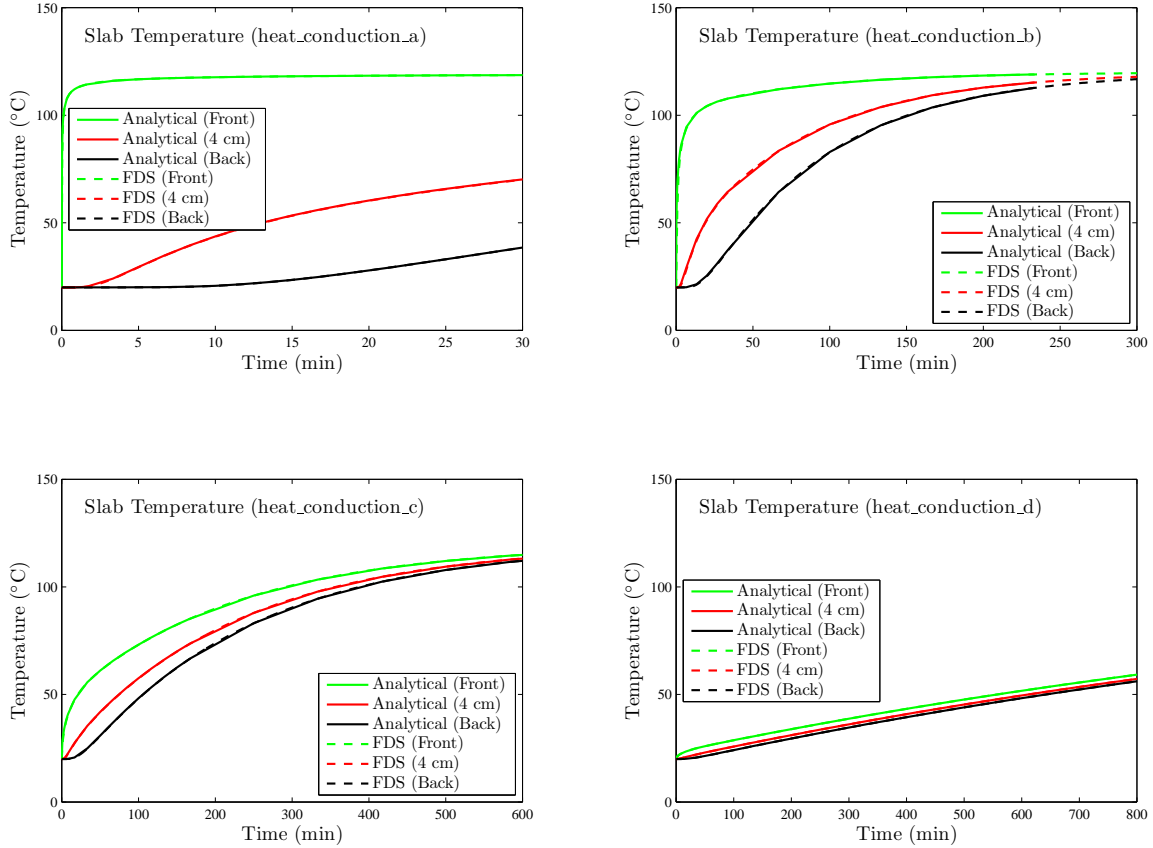 Slab Temperature (heat_conduction_a)
Temperature (°C)
150
100
50
0
Analytical (Front)
Analytical (4 cm)
Analytical (Back)
FDS (Front)
FDS (4 cm)
FDS (Back)
0 5 10 15 20 25 30
Time (min)
Slab Temperature (heat_conduction_b)
Temperature (°C)
150
100
50
0
Analytical (Front)
Analytical (4 cm)
Analytical (Back)
FDS (Front)
FDS (4 cm)
FDS (Back)
0 50 100 150 200 250 300
Time (min)
Slab Temperature (heat_conduction_c)
Temperature (°C)
150
100
50
0
Analytical (Front)
Analytical (4 cm)
Analytical (Back)
FDS (Front)
FDS (4 cm)
FDS (Back)
0 100 200 300 400 500 600
Time (min)
Slab Temperature (heat_conduction_d)
Temperature (°C)
150
100
50
0
Analytical (Front)
Analytical (4 cm)
Analytical (Back)
FDS (Front)
FDS (4 cm)
FDS (Back)
0 100 200 300 400 500 600 700 800
Time (min)